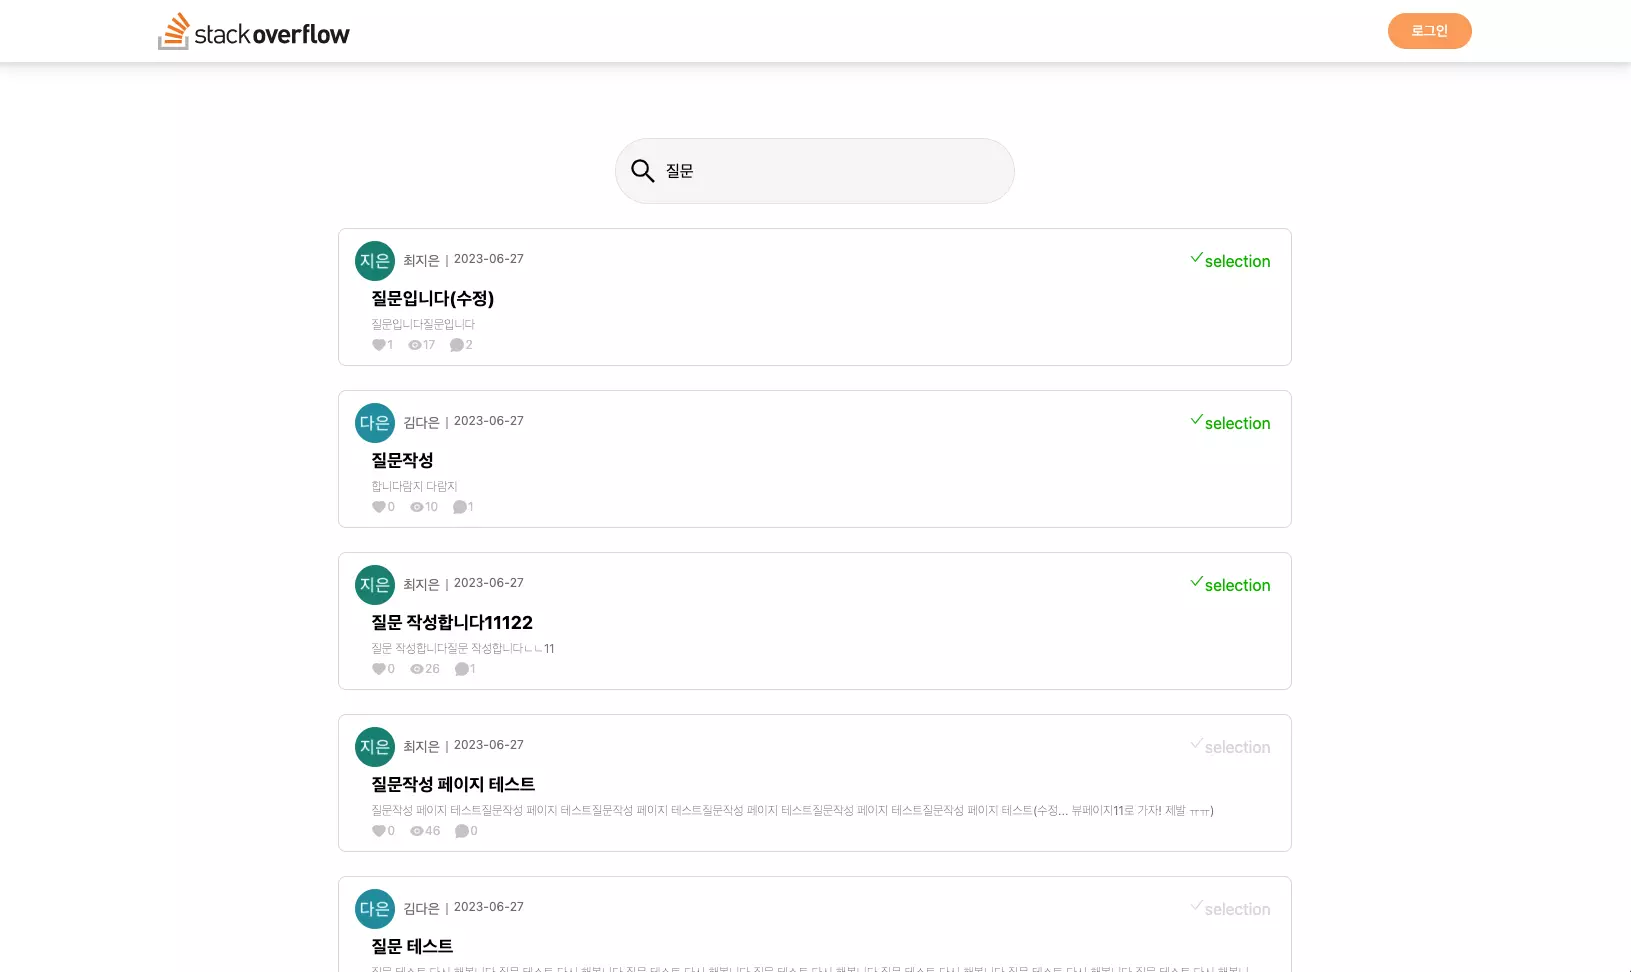 stack overflow
로그인
질문
지은 최지은 | 2023-06-27
selection
질문입니다(수정)
질문입니다질문입니다
1 17 2
다은 김다은 | 2023-06-27
selection
질문작성
합니다람지 다람지
0 10 1
지은 최지은 | 2023-06-27
selection
질문 작성합니다11122
질문 작성합니다질문 작성합니다ㄴㄴ11
0 26 1
지은 최지은 | 2023-06-27
selection
질문작성 페이지 테스트
질문작성 페이지 테스트질문작성 페이지 테스트질문작성 페이지 테스트질문작성 페이지 테스트질문작성 페이지 테스트질문작성 페이지 테스트(수정... 뷰페이지11로 가자! 제발 ㅠㅠ)
0 46 0
다은 김다은 | 2023-06-27
selection
질문 테스트